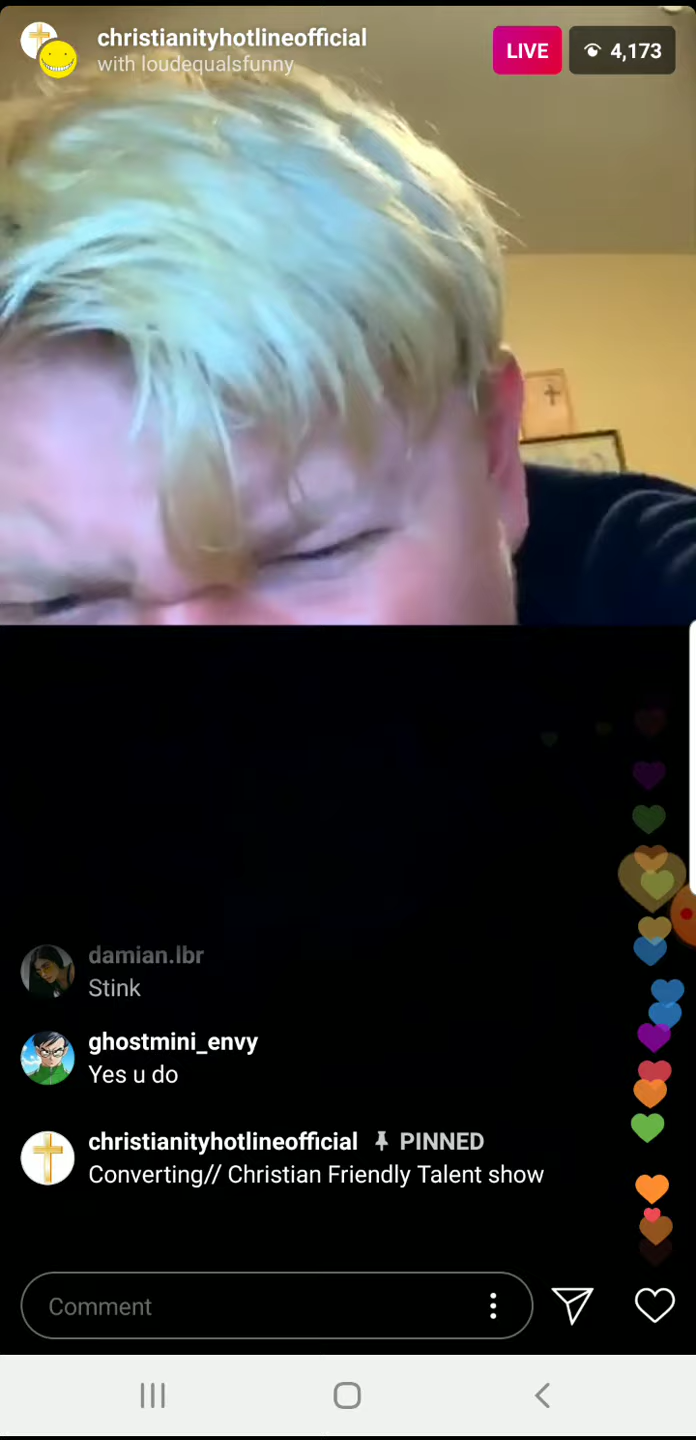 christianityhotlineofficial
with loudequalsfunny
LIVE
4,173
damian.lbr
Stink
ghostmini_envy
Yes u do
christianityhotlineofficial PINNED
Converting// Christian Friendly Talent show
Comment